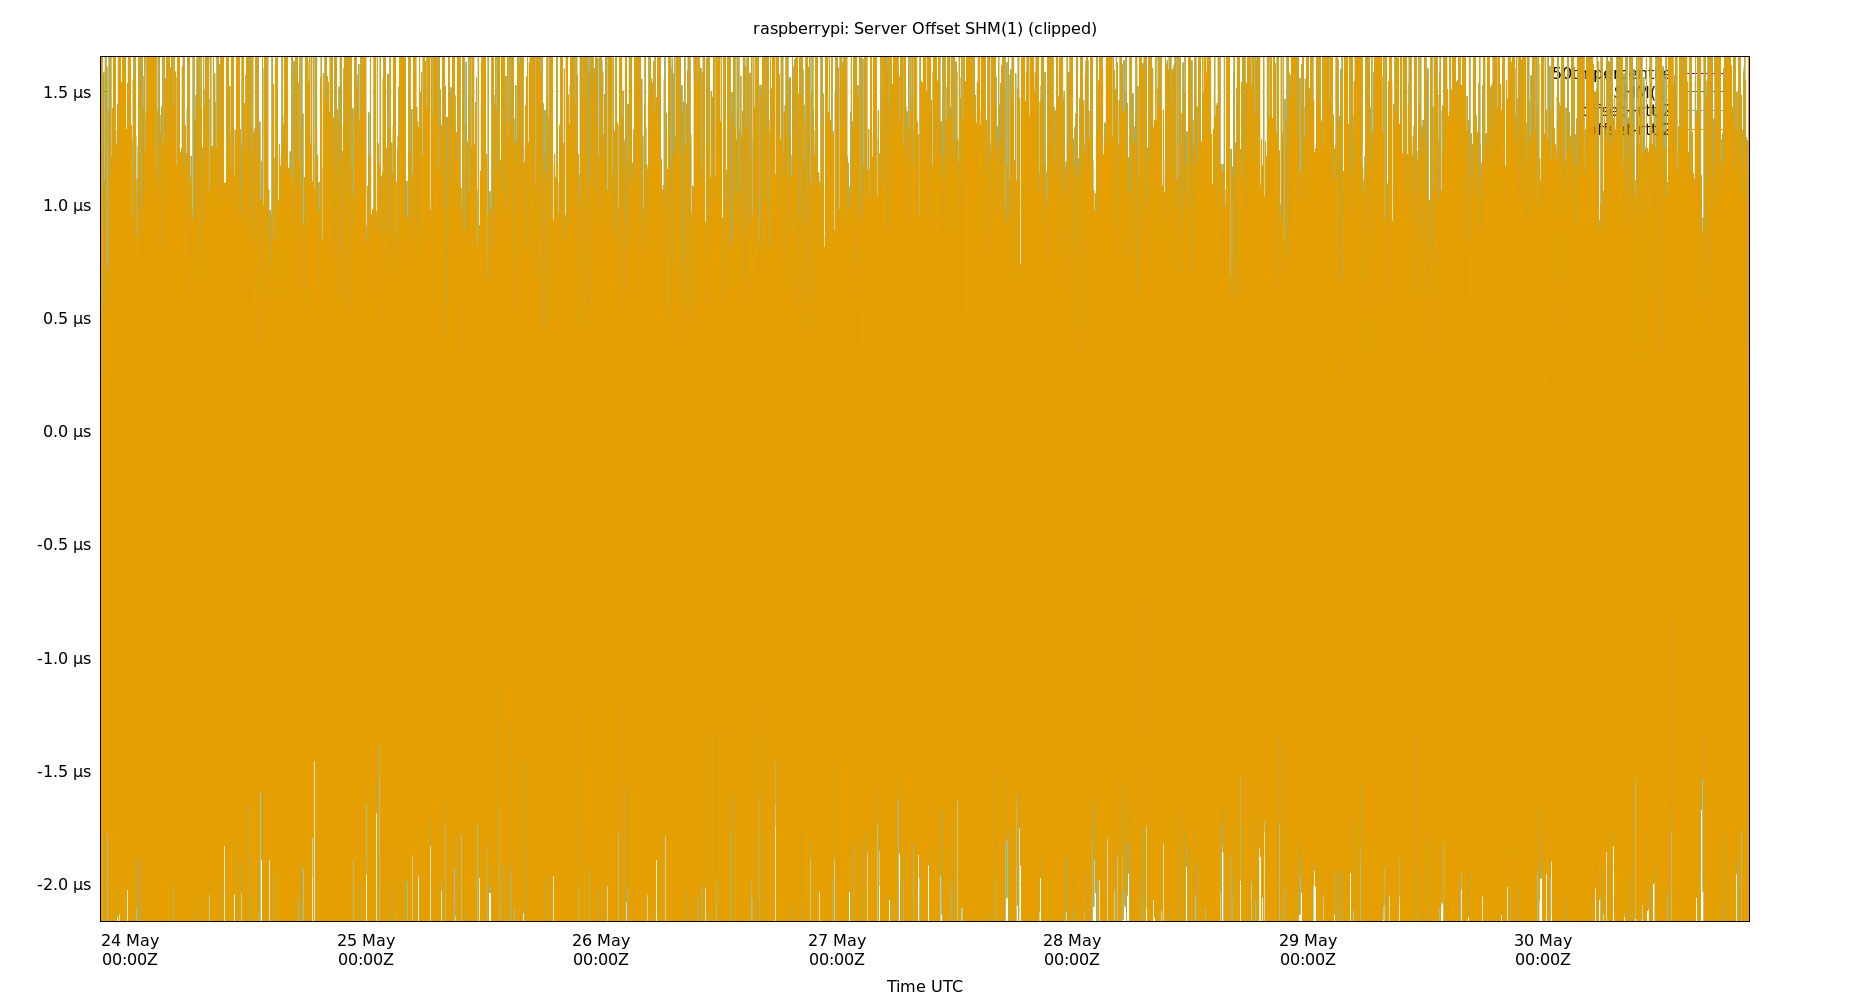 raspberrypi: Server Offset SHM(1) (clipped)
1.5 µs
1.0 µs
0.5 µs
0.0 µs
-0.5 µs
-1.0 µs
-1.5 µs
-2.0 µs
50th percentile
24 May 25 May 26 May 27 May 28 May 29 May 30 May
00:00Z 00:00Z 00:00Z 00:00Z 00:00Z 00:00Z 00:00Z
Time UTC